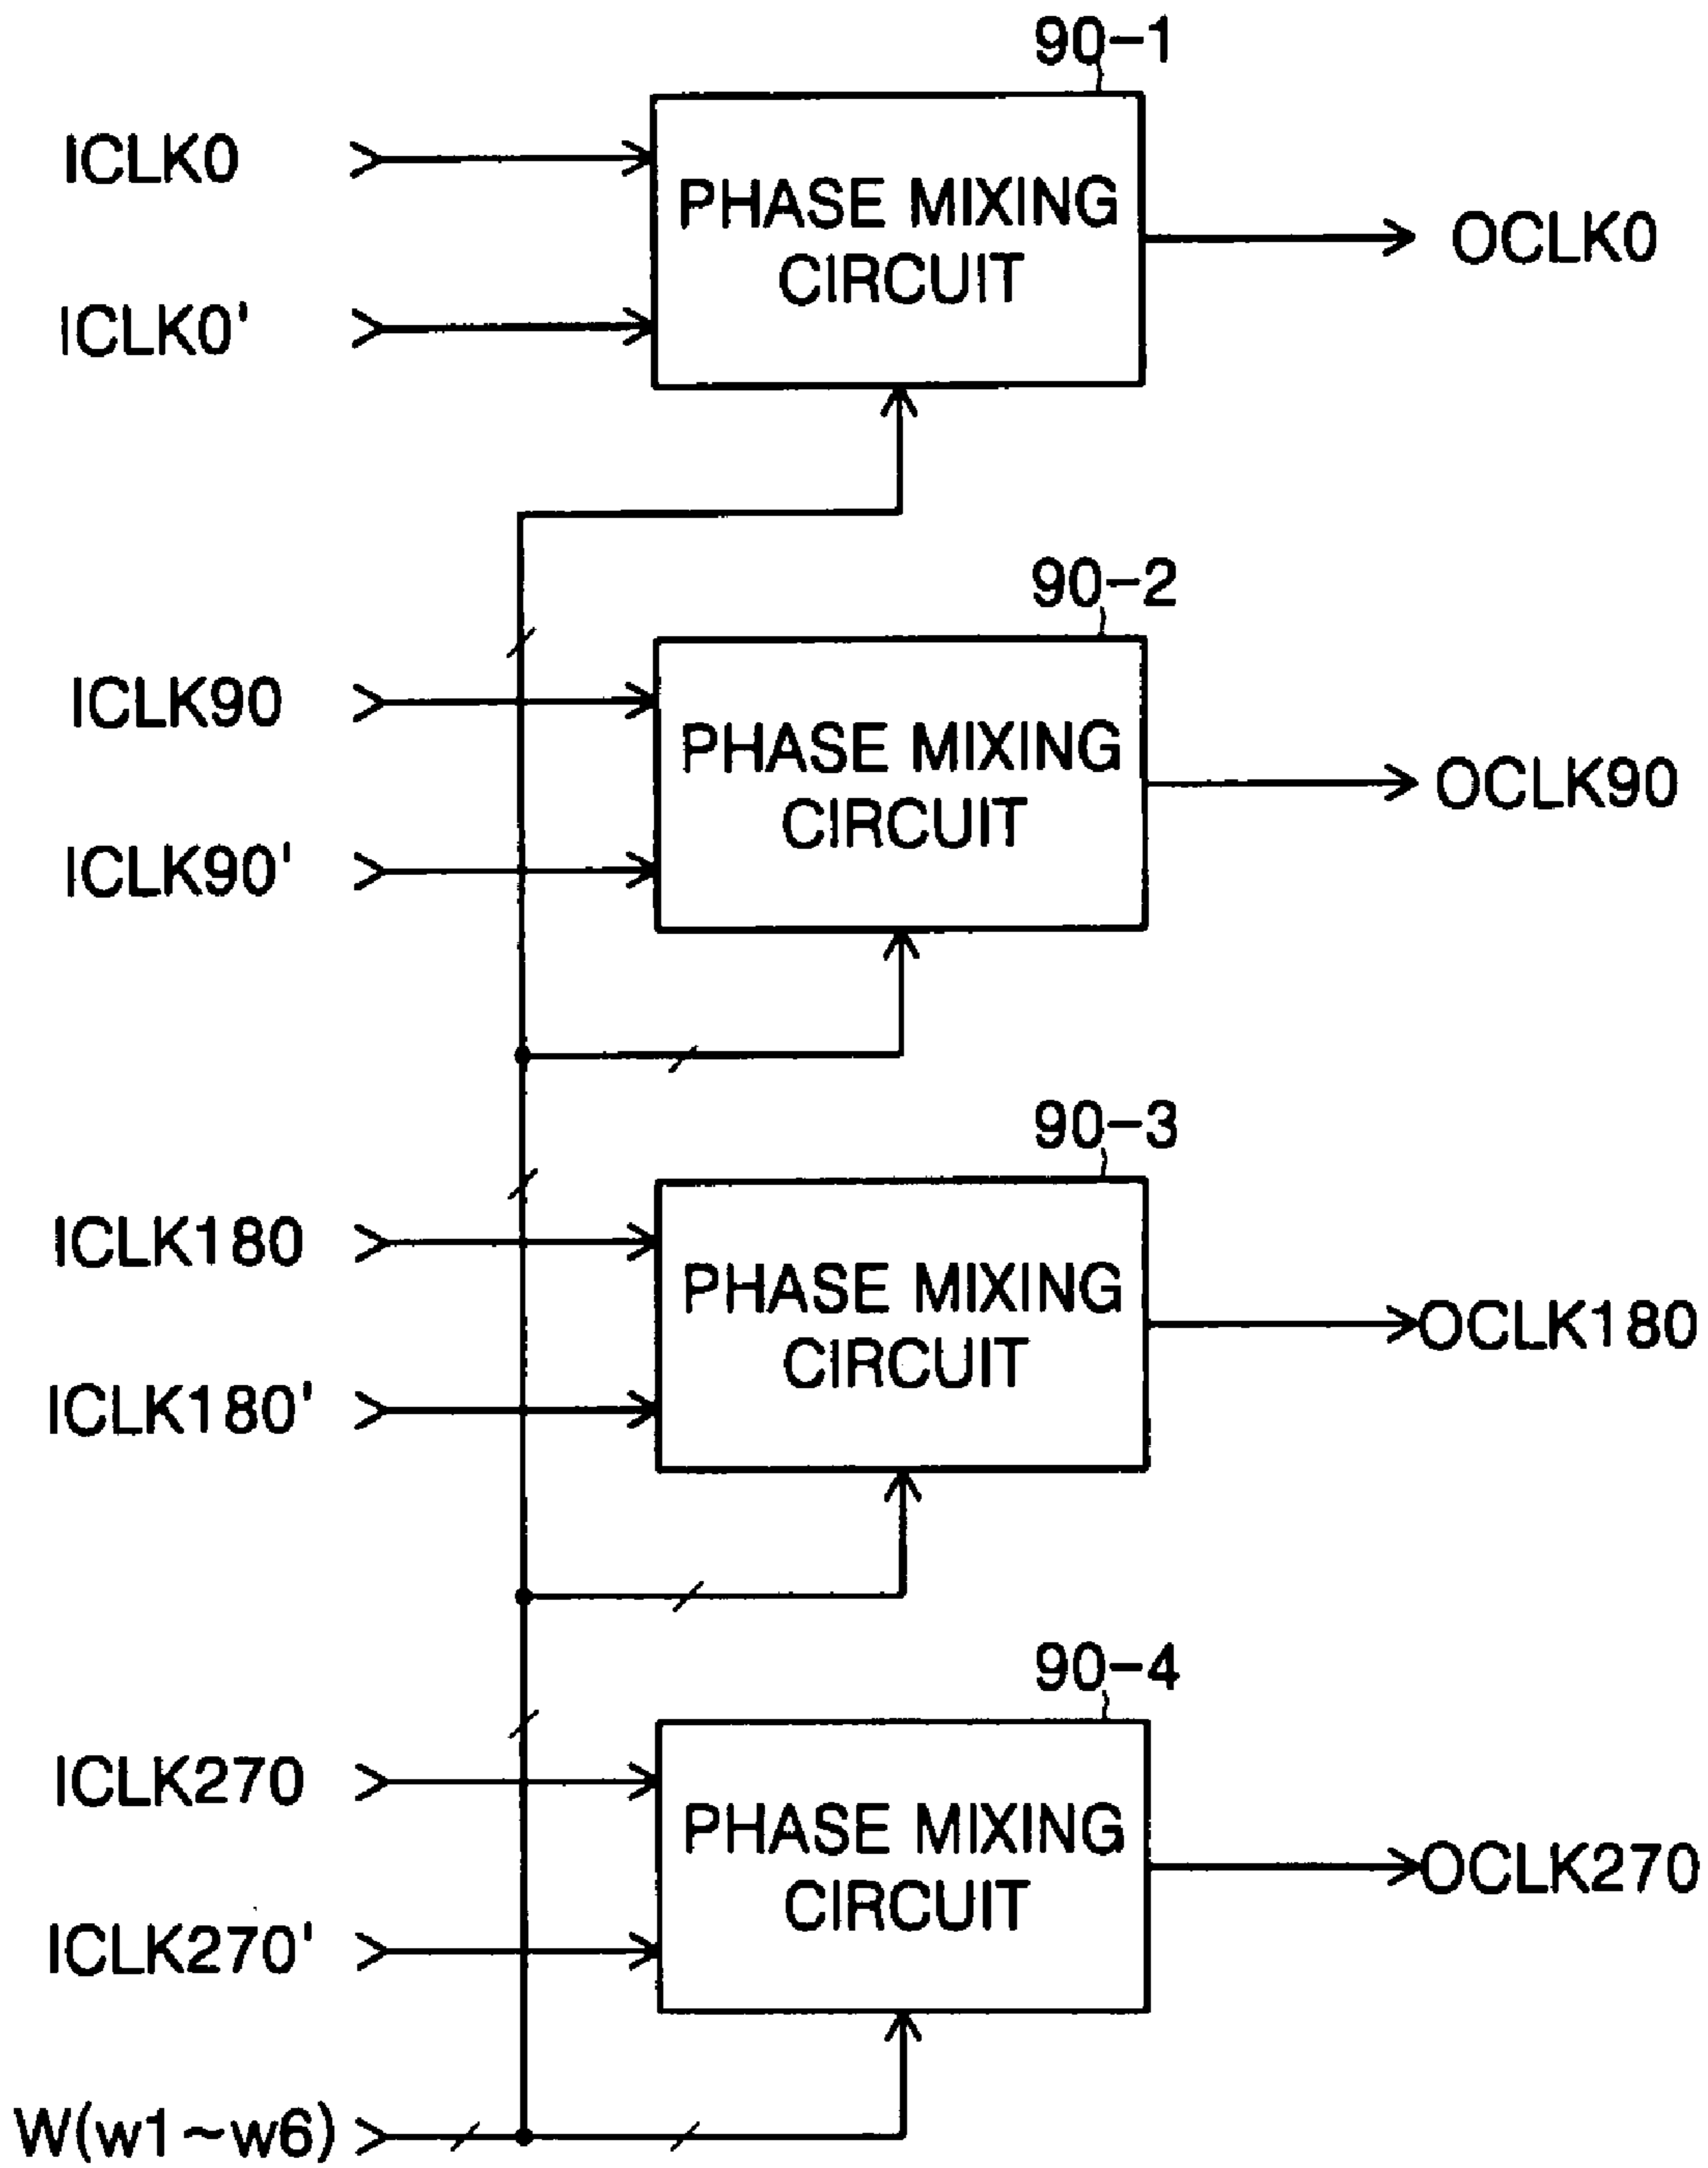 90-1
ICLK0
PHASE MIXING
CIRCUIT
OCLK0
ICLK0'
90-2
ICLK90
PHASE MIXING
CIRCUIT
OCLK90
ICLK90'
90-3
ICLK180
PHASE MIXING
CIRCUIT
OCLK180
ICLK180'
90-4
ICLK270
PHASE MIXING
CIRCUIT
OCLK270
ICLK270'
W(w1~w6)